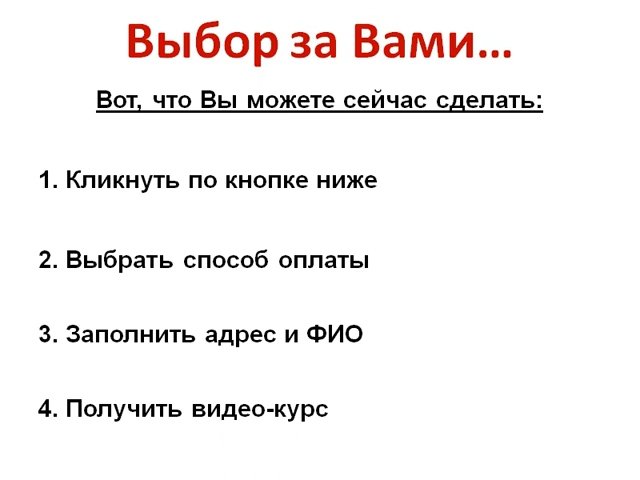 Выбор за Вами...
Вот, что Вы можете сейчас сделать:
1. Кликнуть по кнопке ниже
2. Выбрать способ оплаты
3. Заполнить адрес и ФИО
4. Получить видео-курс